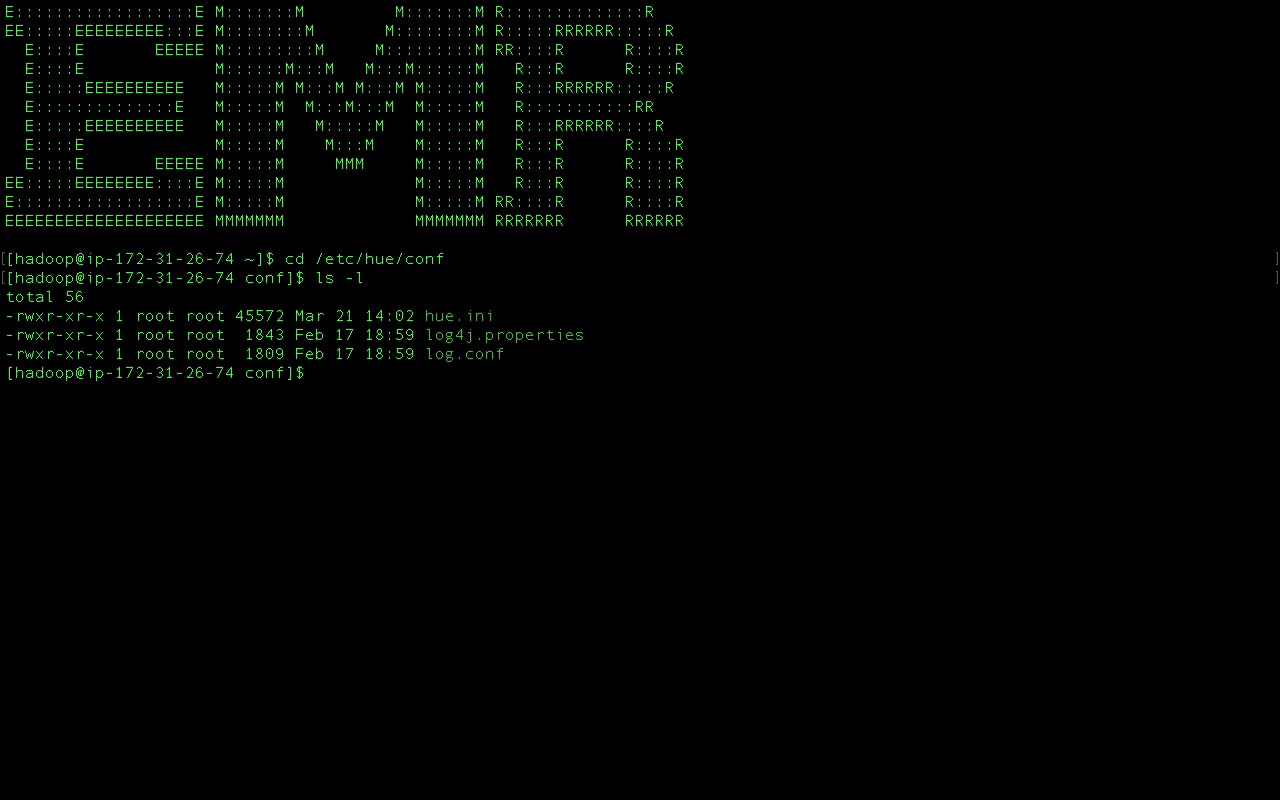 E::::::::::::::::::E M:::::::M         M:::::::M R::::::::::::::R
EE:::::EEEEEEEEE:::E M::::::::M       M::::::::M R:::::RRRRRR:::::R
  E::::E       EEEEE M:::::::::M     M:::::::::M RR::::R      R::::R
  E::::E             M::::::M:::M   M:::M::::::M   R:::R      R::::R
  E:::::EEEEEEEEEE   M:::::M M:::M M:::M M:::::M   R:::RRRRRR:::::R
  E::::::::::::::E   M:::::M  M:::M:::M  M:::::M   R:::::::::::RR
  E:::::EEEEEEEEEE   M:::::M   M:::::M   M:::::M   R:::RRRRRR::::R
  E::::E             M:::::M    M:::M    M:::::M   R:::R      R::::R
  E::::E       EEEEE M:::::M     MMM     M:::::M   R:::R      R::::R
EE:::::EEEEEEEE::::E M:::::M             M:::::M   R:::R      R::::R
E::::::::::::::::::E M:::::M             M:::::M RR::::R      R::::R
EEEEEEEEEEEEEEEEEEEE MMMMMMM             MMMMMMM RRRRRRR      RRRRRR
[[hadoop@ip-172-31-26-74 ~]$ cd /etc/hue/conf ]
[[hadoop@ip-172-31-26-74 conf]$ ls -l ]
total 56
-rwxr-xr-x 1 root root 45572 Mar 21 14:02 hue.ini
-rwxr-xr-x 1 root root  1843 Feb 17 18:59 log4j.properties
-rwxr-xr-x 1 root root  1809 Feb 17 18:59 log.conf
[hadoop@ip-172-31-26-74 conf]$